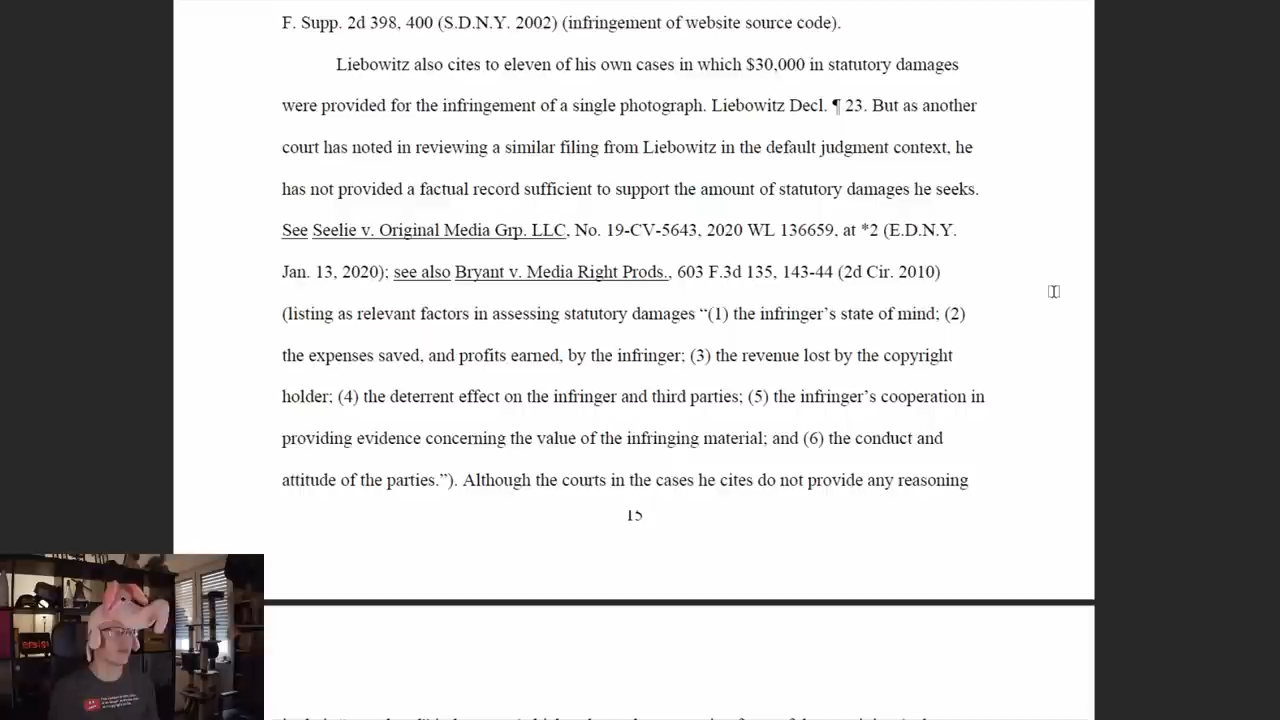 F. Supp. 2d 398, 400 (S.D.N.Y. 2002) (infringement of website source code).
Liebowitz also cites to eleven of his own cases in which $30,000 in statutory damages
were provided for the infringement of a single photograph. Liebowitz Decl. ¶ 23. But as another
court has noted in reviewing a similar filing from Liebowitz in the default judgment context, he
has not provided a factual record sufficient to support the amount of statutory damages he seeks.
See Seelie v. Original Media Grp. LLC, No. 19-CV-5643, 2020 WL 136659, at *2 (E.D.N.Y.
Jan. 13, 2020); see also Bryant v. Media Right Prods., 603 F.3d 135, 143-44 (2d Cir. 2010)
(listing as relevant factors in assessing statutory damages “(1) the infringer’s state of mind; (2)
the expenses saved, and profits earned, by the infringer; (3) the revenue lost by the copyright
holder; (4) the deterrent effect on the infringer and third parties; (5) the infringer’s cooperation in
providing evidence concerning the value of the infringing material; and (6) the conduct and
attitude of the parties.”). Although the courts in the cases he cites do not provide any reasoning
15